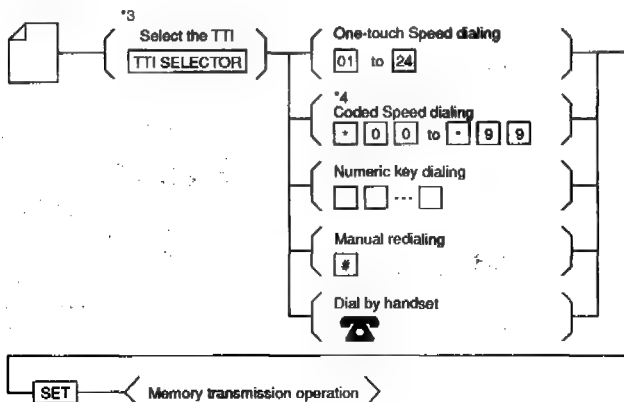 *3
Select the TTI
TTI SELECTOR
One-touch Speed dialing
01 to 24
*4
Coded Speed dialing
* 0 0 to * 9 9
Numeric key dialing
...
Manual redialing
#
Dial by handset
SET
Memory transmission operation